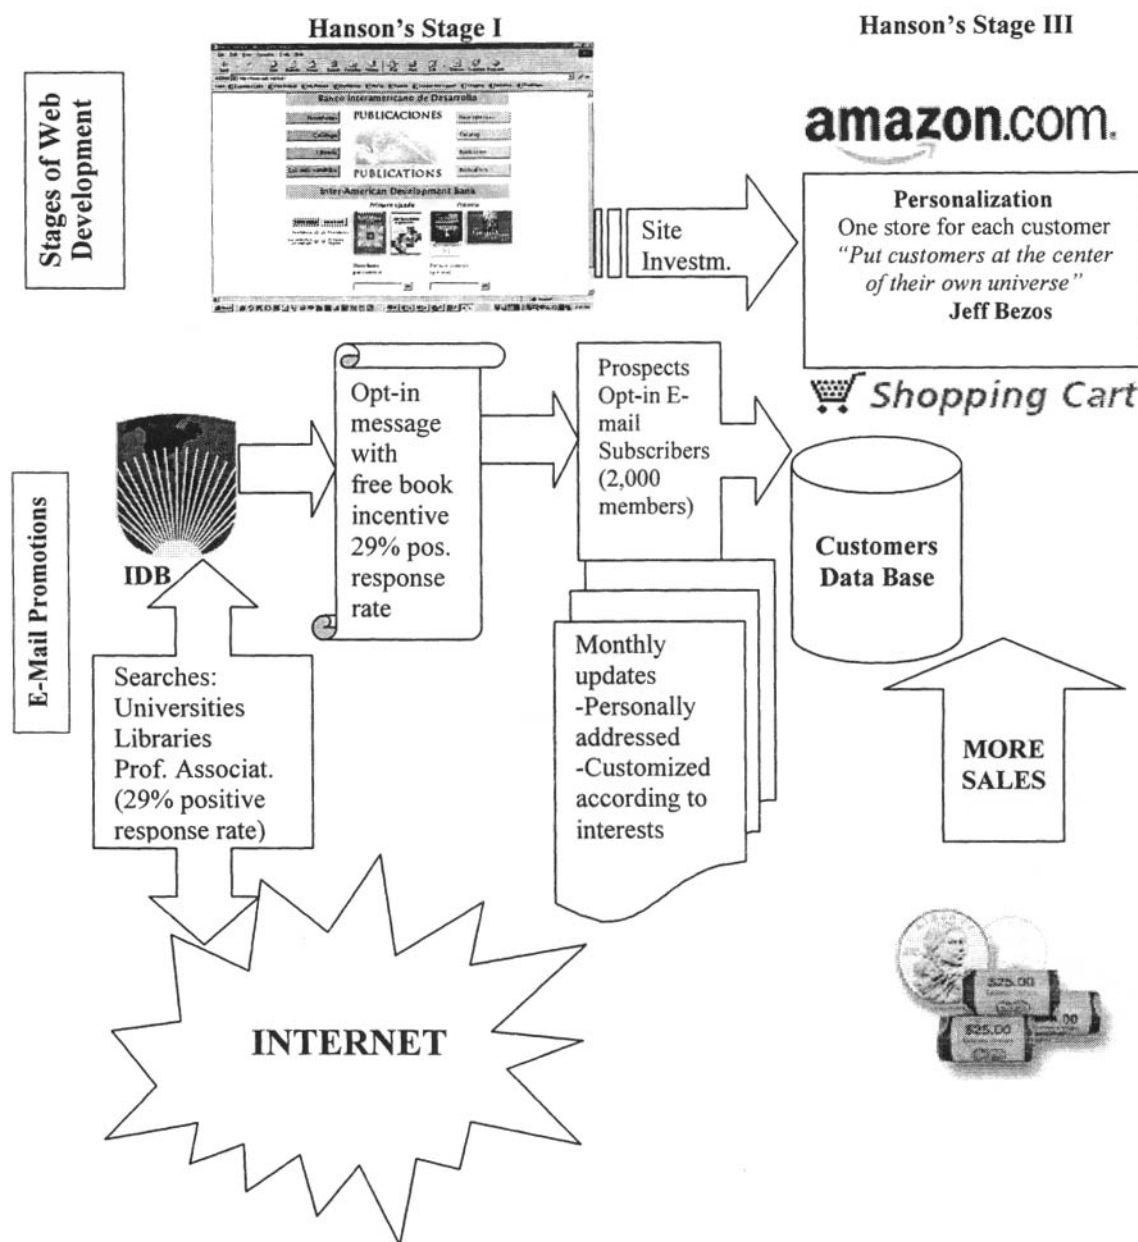 Hanson's Stage I
Hanson's Stage III
Stages of Web
Development
Banco Interamericano de Desarrollo
PUBLICACIONES
PUBLICATIONS
Inter-American Development Bank
Site
Investm.
amazon.com.
Personalization
One store for each customer
"Put customers at the center
of their own universe"
Jeff Bezos
Shopping Cart
E-Mail Promotions
IDB
Opt-in
message
with
free book
incentive
29% pos.
response
rate
Prospects
Opt-in E-
mail
Subscribers
(2,000
members)
Customers
Data Base
Searches:
Universities
Libraries
Prof. Associat.
(29% positive
response rate)
Monthly
updates
-Personally
addressed
-Customized
according to
interests
MORE
SALES
INTERNET
$25.00
$25.00